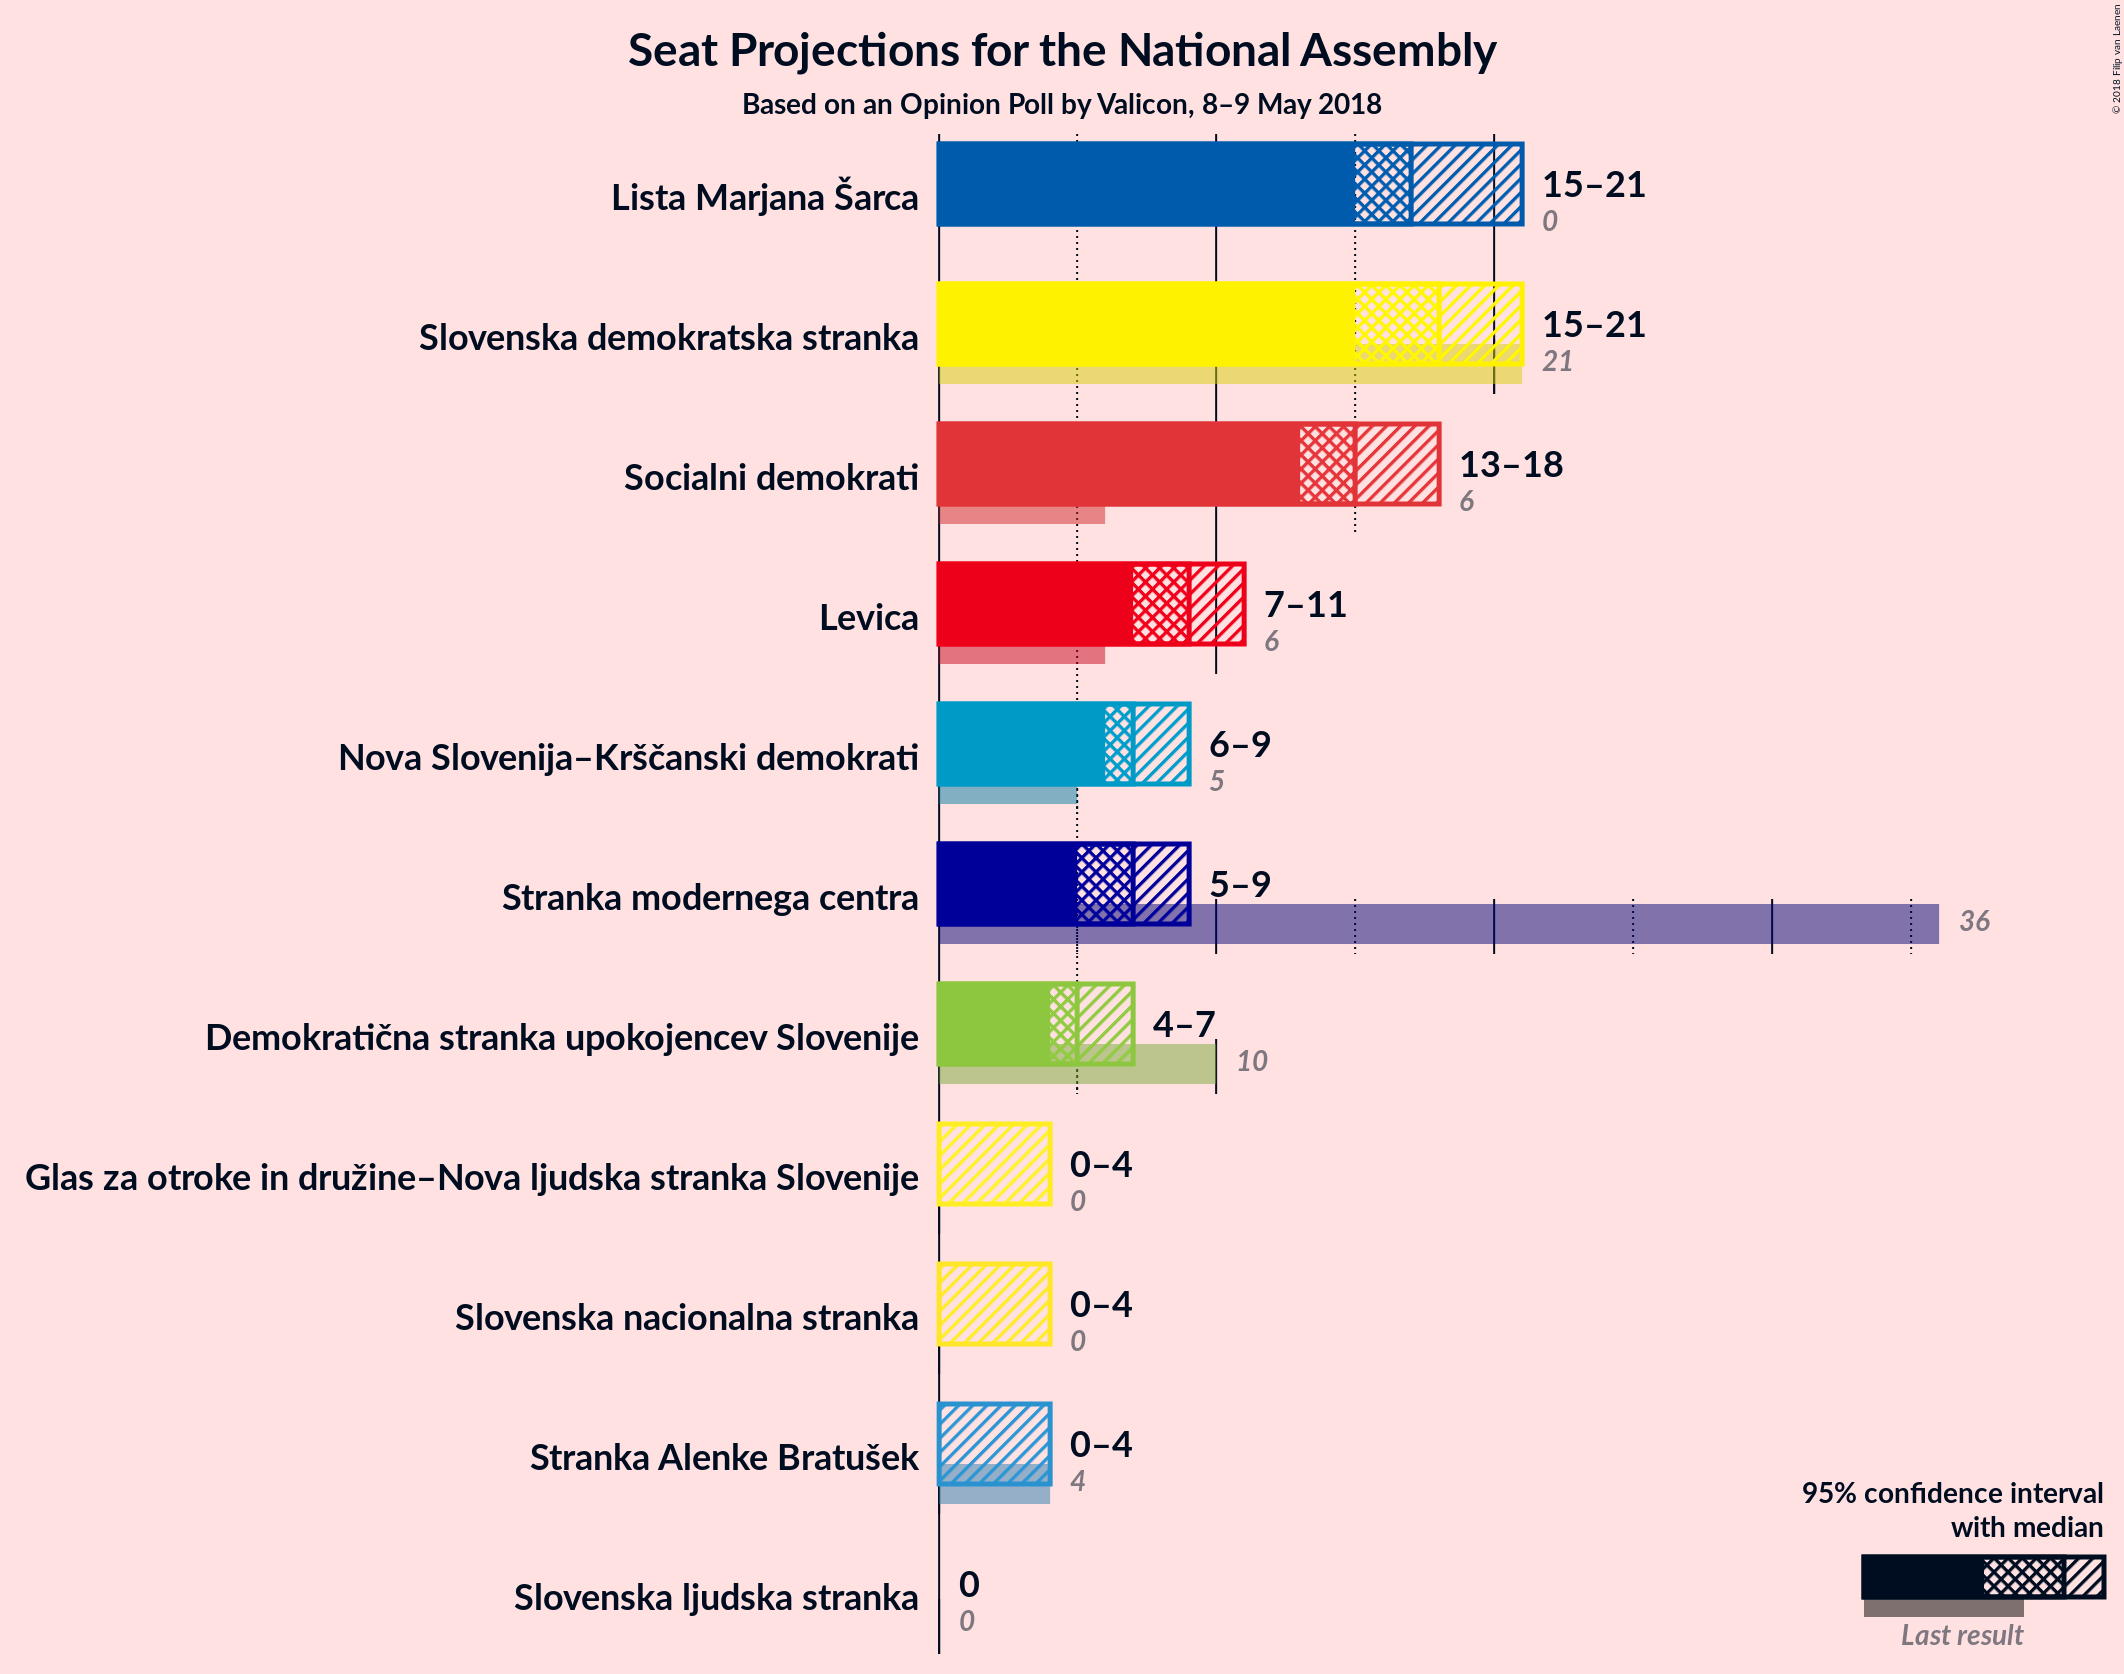 Seat Projections for the National Assembly
Based on an Opinion Poll by Valicon, 8–9 May 2018
© 2018 Filip van Laenen
Lista Marjana Šarca
15–21
0
Slovenska demokratska stranka
15–21
21
Socialni demokrati
13–18
6
Levica
7–11
6
Nova Slovenija–Krščanski demokrati
6–9
5
Stranka modernega centra
5–9
36
Demokratična stranka upokojencev Slovenije
4–7
10
Glas za otroke in družine–Nova ljudska stranka Slovenije
0–4
0
Slovenska nacionalna stranka
0–4
0
Stranka Alenke Bratušek
0–4
4
Slovenska ljudska stranka
0
0
95% confidence interval
with median
Last result